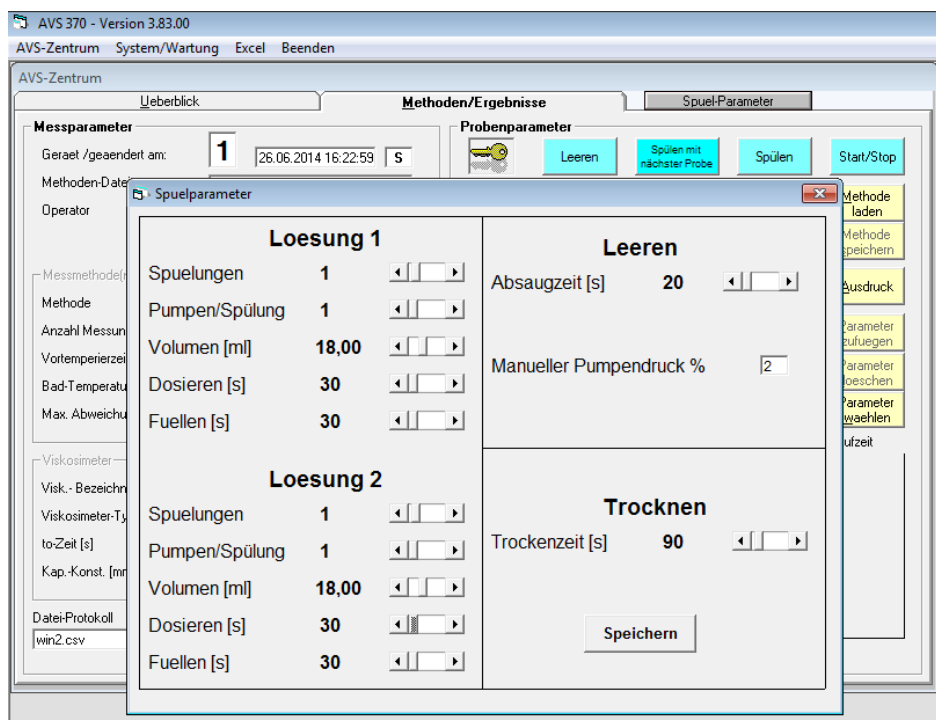 AVS 370 - Version 3.83.00
AVS-Zentrum System/Wartung Excel Beenden
AVS-Zentrum
Ueberblick Methoden/Ergebnisse Spuel-Parameter
Messparameter
Geraet /geaendert am: 1 26.06.2014 16:22:59 S
Methoden-Datei
Operator
Messmethode(
Methode
Anzahl Messun
Vortemperierzei
Bad-Temperatu
Max. Abweichu
Viskosimeter
Visk.- Bezeichn
Viskosimeter-Ty
to-Zeit [s]
Kap.-Konst. [mr
Datei-Protokoll
win2.csv
Probenparameter
Leeren
Spülen mit
nächster Probe
Spülen
Start/Stop
Methode
laden
Methode
speichern
Ausdruck
Parameter
zufuegen
Parameter
loeschen
Parameter
waehlen
ufzeit
Spuelparameter
Loesung 1
Spuelungen 1
Pumpen/Spülung 1
Volumen [ml] 18,00
Dosieren [s] 30
Fuellen [s] 30
Loesung 2
Spuelungen 1
Pumpen/Spülung 1
Volumen [ml] 18,00
Dosieren [s] 30
Fuellen [s] 30
Leeren
Absaugzeit [s] 20
Manueller Pumpendruck % 2
Trocknen
Trockenzeit [s] 90
Speichern